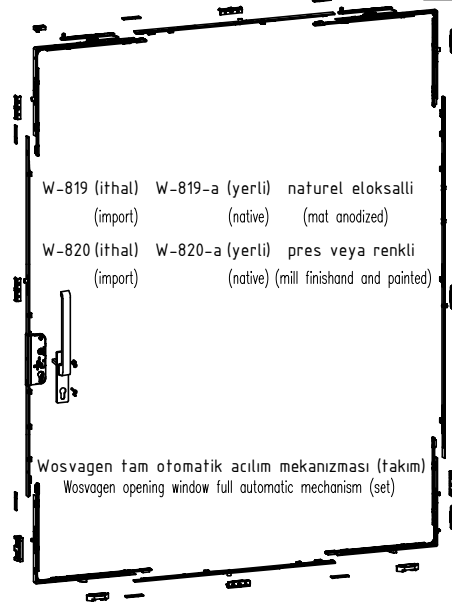 W-819 (ithal) W-819-a (yerli) naturel eloksalli
(import) (native) (mat anodized)
W-820 (ithal) W-820-a (yerli) pres veya renkli
(import) (native) (mill finishand and painted)
Wosvagen tam otomatik acılım mekanizması (takım)
Wosvagen opening window full automatic mechanism (set)